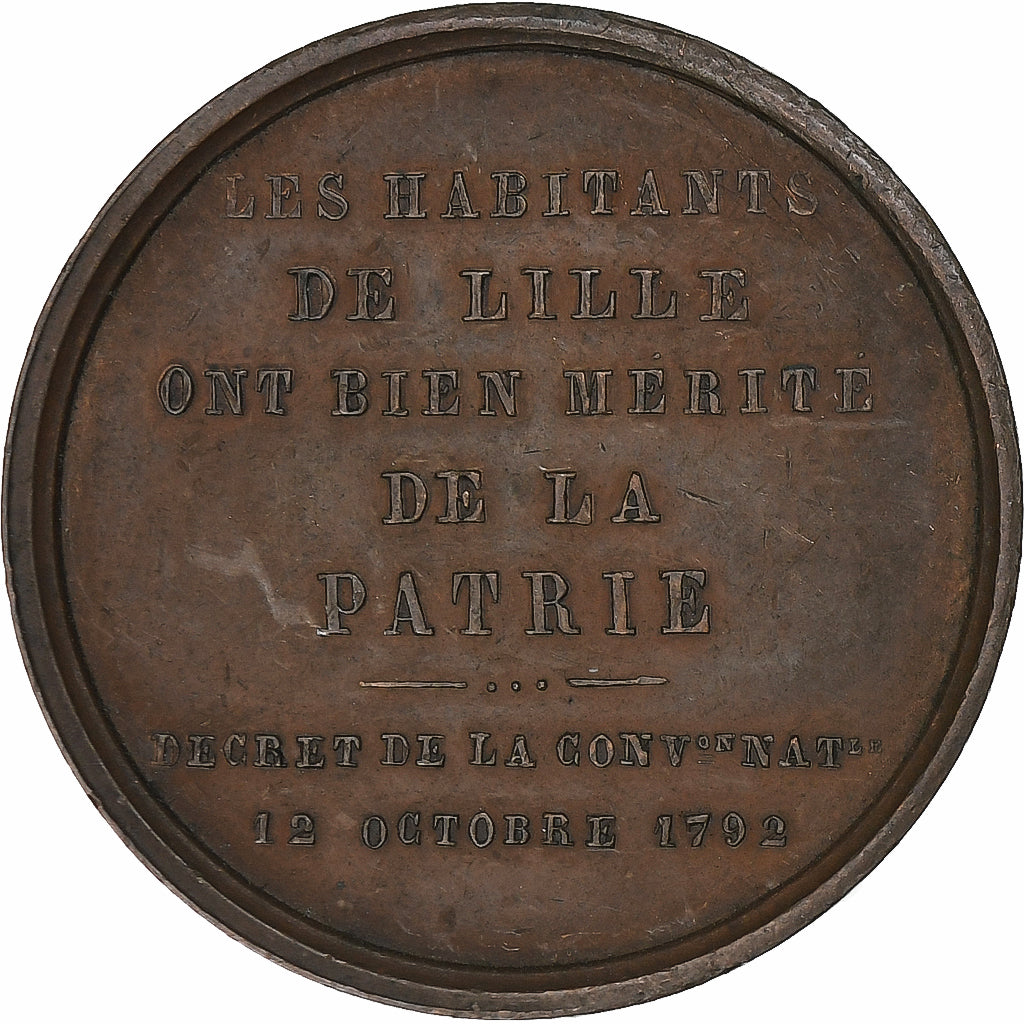 LES HABITANTS
DE LILLE
ONT BIEN MÉRITÉ
DE LA
PATRIE
DECRET DE LA CONVON NATLE
12 OCTOBRE 1792